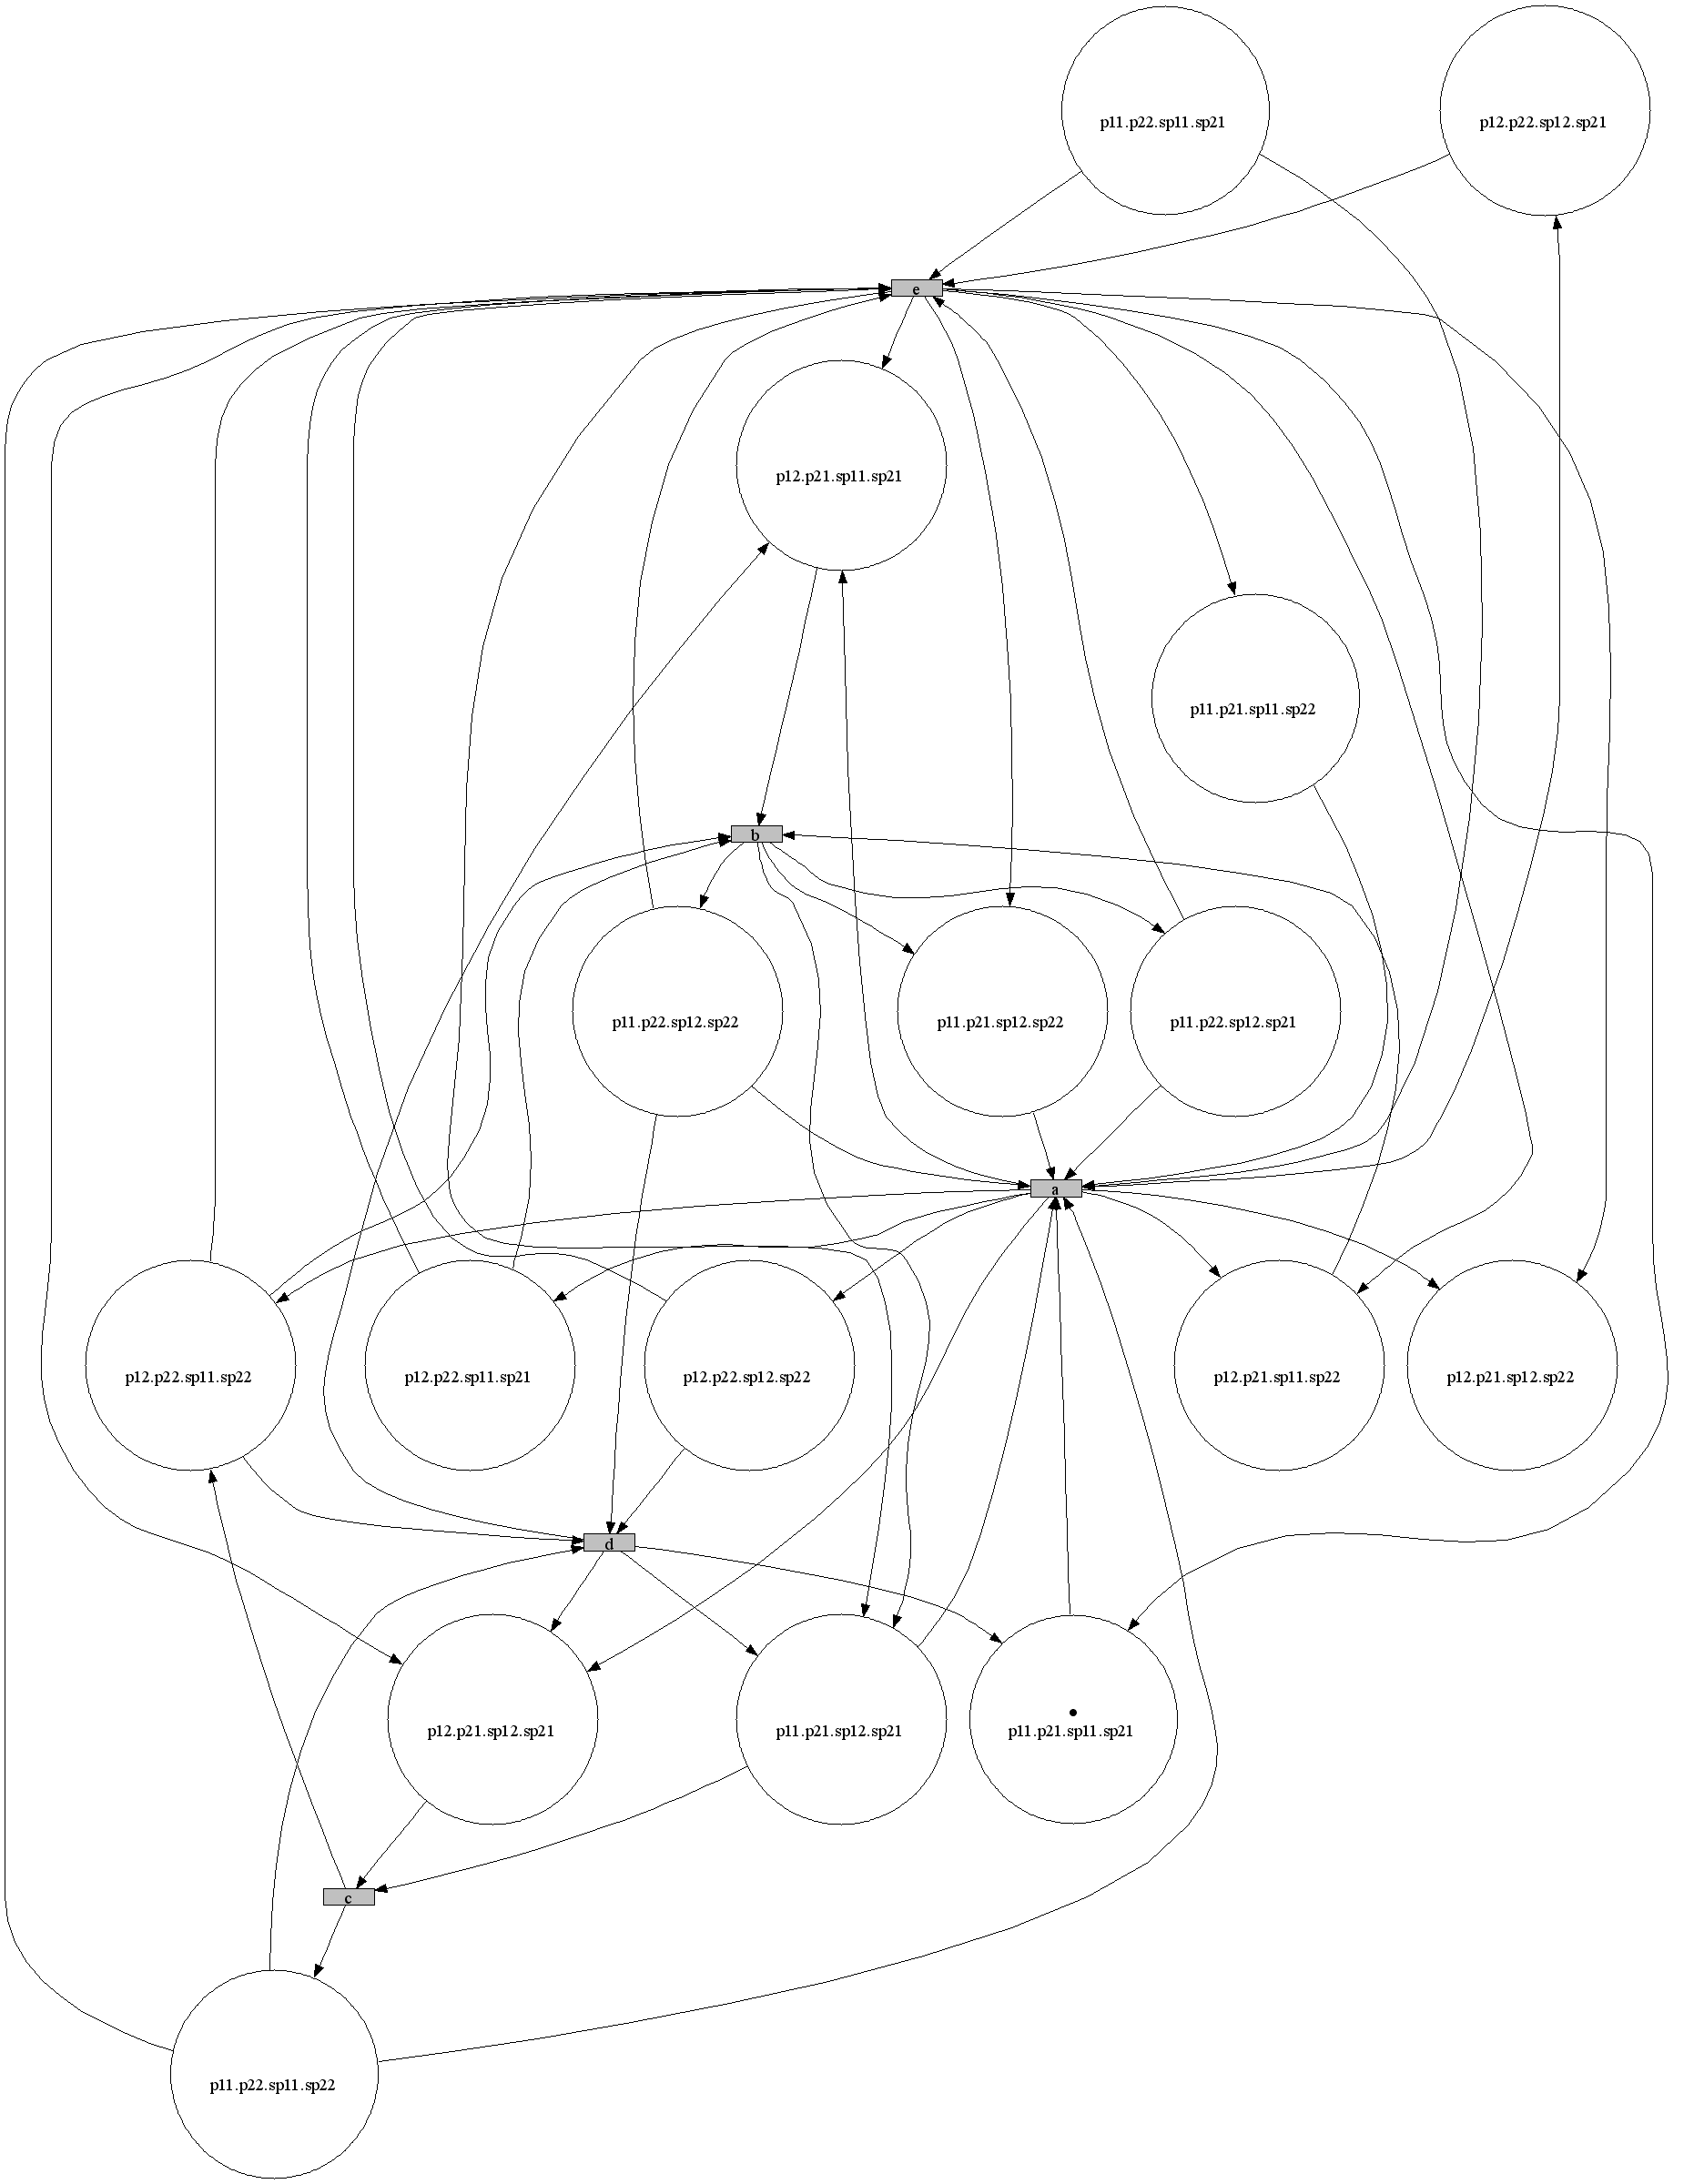 p11.p22.sp11.sp21
p12.p22.sp12.sp21
e
p12.p21.sp11.sp21
p11.p21.sp11.sp22
b
p11.p22.sp12.sp22
p11.p21.sp12.sp22
p11.p22.sp12.sp21
a
p12.p22.sp11.sp22
p12.p22.sp11.sp21
p12.p22.sp12.sp22
p12.p21.sp11.sp22
p12.p21.sp12.sp22
d
p12.p21.sp12.sp21
p11.p21.sp12.sp21
p11.p21.sp11.sp21
c
p11.p22.sp11.sp22